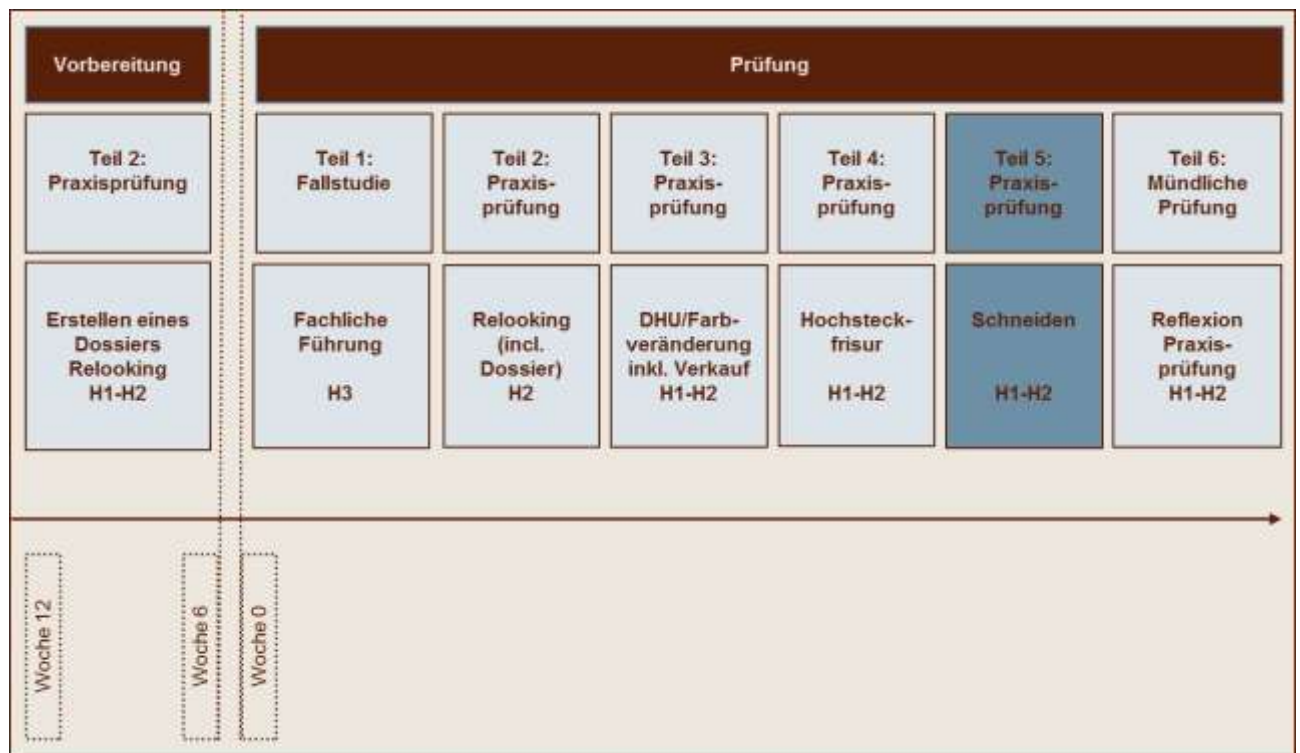 Vorbereitung
Prüfung
Teil 2:
Praxisprüfung
Teil 1:
Fallstudie
Teil 2:
Praxis-
prüfung
Teil 3:
Praxis-
prüfung
Teil 4:
Praxis-
prüfung
Teil 5:
Praxis-
prüfung
Teil 6:
Mündliche
Prüfung
Erstellen eines
Dossiers
Relooking
H1-H2
Fachliche
Führung
H3
Relooking
(incl.
Dossier)
H2
DHU/Farb-
veränderung
inkl. Verkauf
H1-H2
Hochsteck-
frisur
H1-H2
Schneiden
H1-H2
Reflexion
Praxis-
prüfung
H1-H2
Woche 12
Woche 6
Woche 0